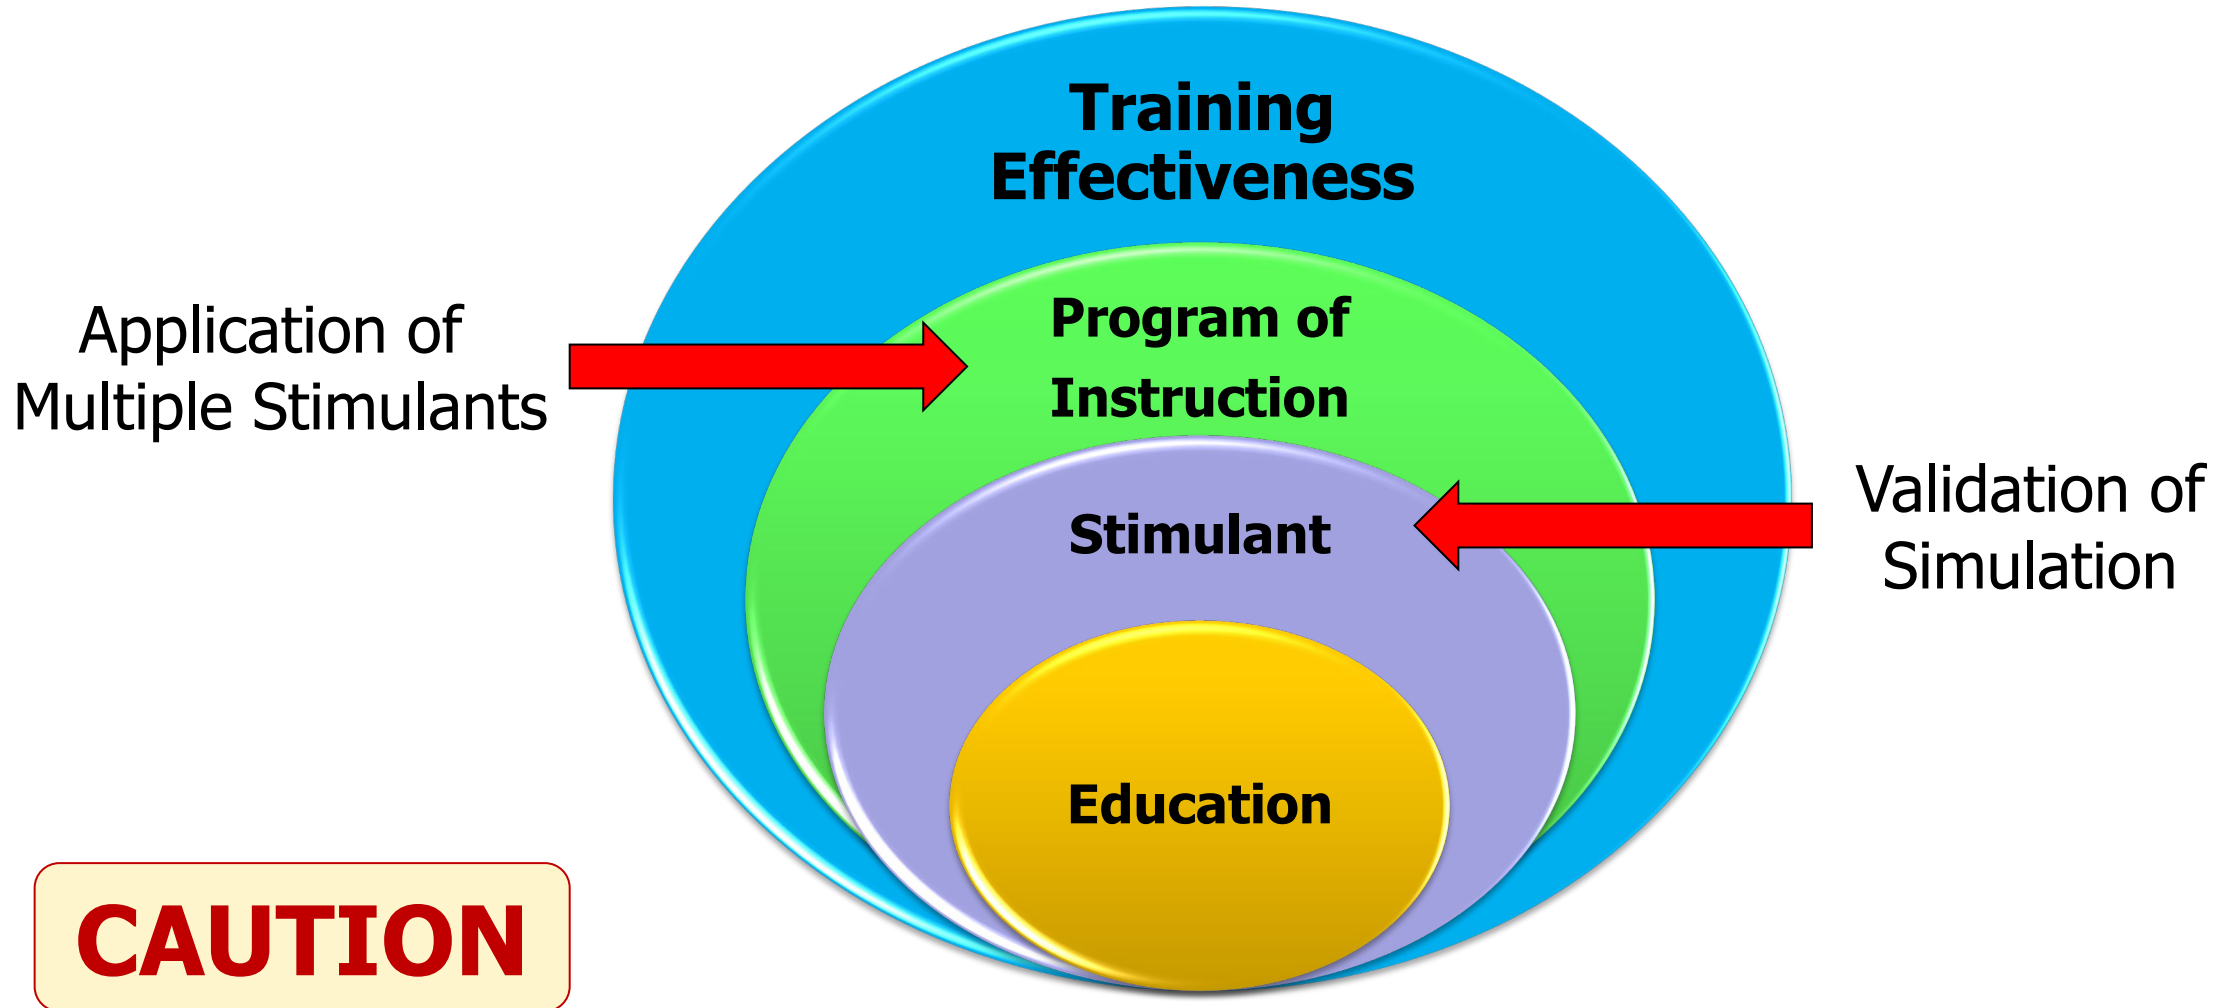 Training
Effectiveness
Program of
Instruction
Application of
Multiple Stimulants
Stimulant
Validation of
Simulation
Education
CAUTION